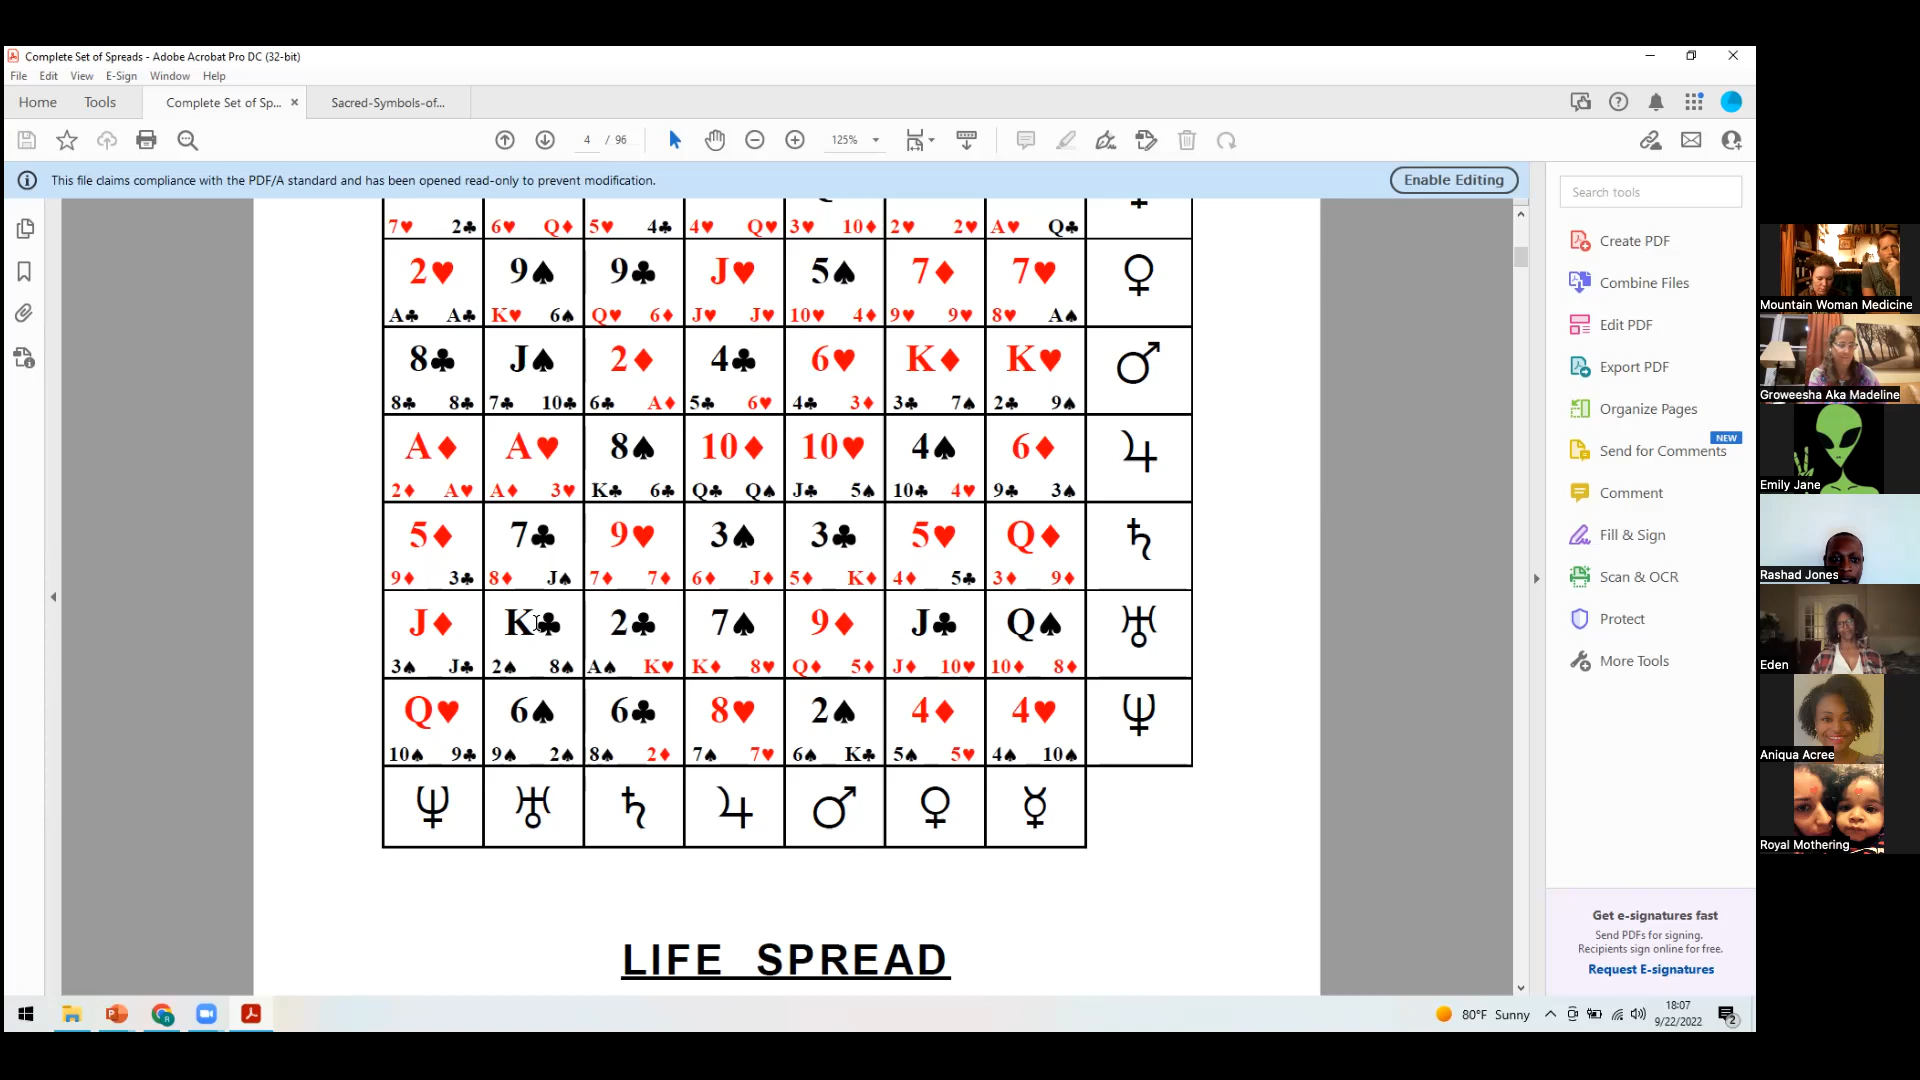 Complete Set of Spreads - Adobe Acrobat Pro DC (32-bit)
File Edit View E-Sign Window Help
Home Tools Complete Set of Sp... × Sacred-Symbols-of...
4 / 96 125%
This file claims compliance with the PDF/A standard and has been opened read-only to prevent modification. Enable Editing
7♥ 2♣ 6♥ Q♦ 5♥ 4♣ 4♥ Q♥ 3♥ 10♦ 2♥ 2♥ A♥ Q♣
2♥ 9♠ 9♣ J♥ 5♠ 7♦ 7♥ ♀
A♣ A♣ K♥ 6♠ Q♥ 6♦ J♥ J♥ 10♥ 4♦ 9♥ 9♥ 8♥ A♠
8♣ J♠ 2♦ 4♣ 6♥ K♦ K♥ ♂
8♣ 8♣ 7♣ 10♣ 6♣ A♦ 5♣ 6♥ 4♣ 3♦ 3♣ 7♠ 2♣ 9♠
A♦ A♥ 8♠ 10♦ 10♥ 4♠ 6♦ ♃
2♦ A♥ A♦ 3♥ K♣ 6♣ Q♣ Q♠ J♣ 5♠ 10♣ 4♥ 9♣ 3♠
5♦ 7♣ 9♥ 3♠ 3♣ 5♥ Q♦ ♄
9♦ 3♣ 8♦ J♠ 7♦ 7♦ 6♦ J♦ 5♦ K♦ 4♦ 5♣ 3♦ 9♦
J♦ K♣ 2♣ 7♠ 9♦ J♣ Q♠ ♅
3♠ J♣ 2♠ 8♠ A♠ K♥ K♦ 8♥ Q♦ 5♦ J♦ 10♥ 10♦ 8♦
Q♥ 6♠ 6♣ 8♥ 2♠ 4♦ 4♥ ♆
10♠ 9♣ 9♠ 2♠ 8♠ 2♦ 7♠ 7♥ 6♠ K♣ 5♠ 5♥ 4♠ 10♠
♆ ♅ ♄ ♃ ♂ ♀ ☿
LIFE SPREAD
Search tools
Create PDF
Combine Files
Edit PDF
Export PDF
Organize Pages
NEW
Send for Comments
Comment
Fill & Sign
Scan & OCR
Protect
More Tools
Get e-signatures fast
Send PDFs for signing.
Recipients sign online for free.
Request E-signatures
Mountain Woman Medicine
Groweesha Aka Madeline
Emily Jane
Rashad Jones
Eden
Aniqua Acree
Royal Mothering
80°F Sunny
18:07
9/22/2022
2